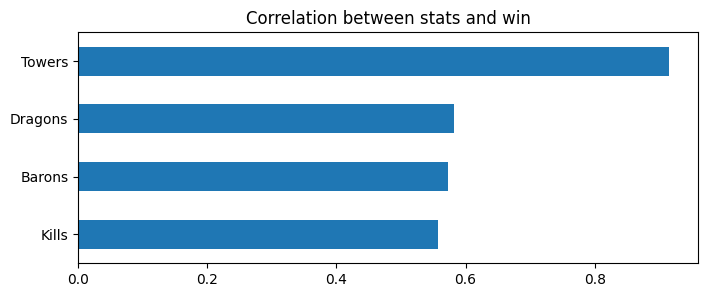 Correlation between stats and win
Towers
Dragons
Barons
Kills
0.0 0.2 0.4 0.6 0.8